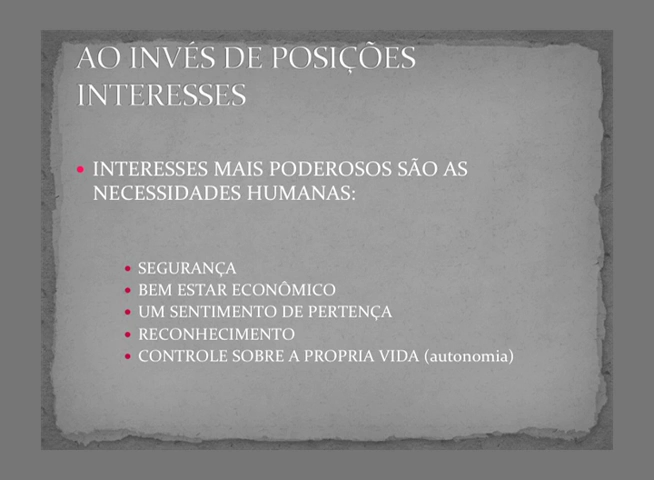 AO INVÉS DE POSIÇÕES
INTERESSES
• INTERESSES MAIS PODEROSOS SÃO AS
NECESSIDADES HUMANAS:
• SEGURANÇA
• BEM ESTAR ECONÔMICO
• UM SENTIMENTO DE PERTENÇA
• RECONHECIMENTO
• CONTROLE SOBRE A PROPRIA VIDA (autonomia)